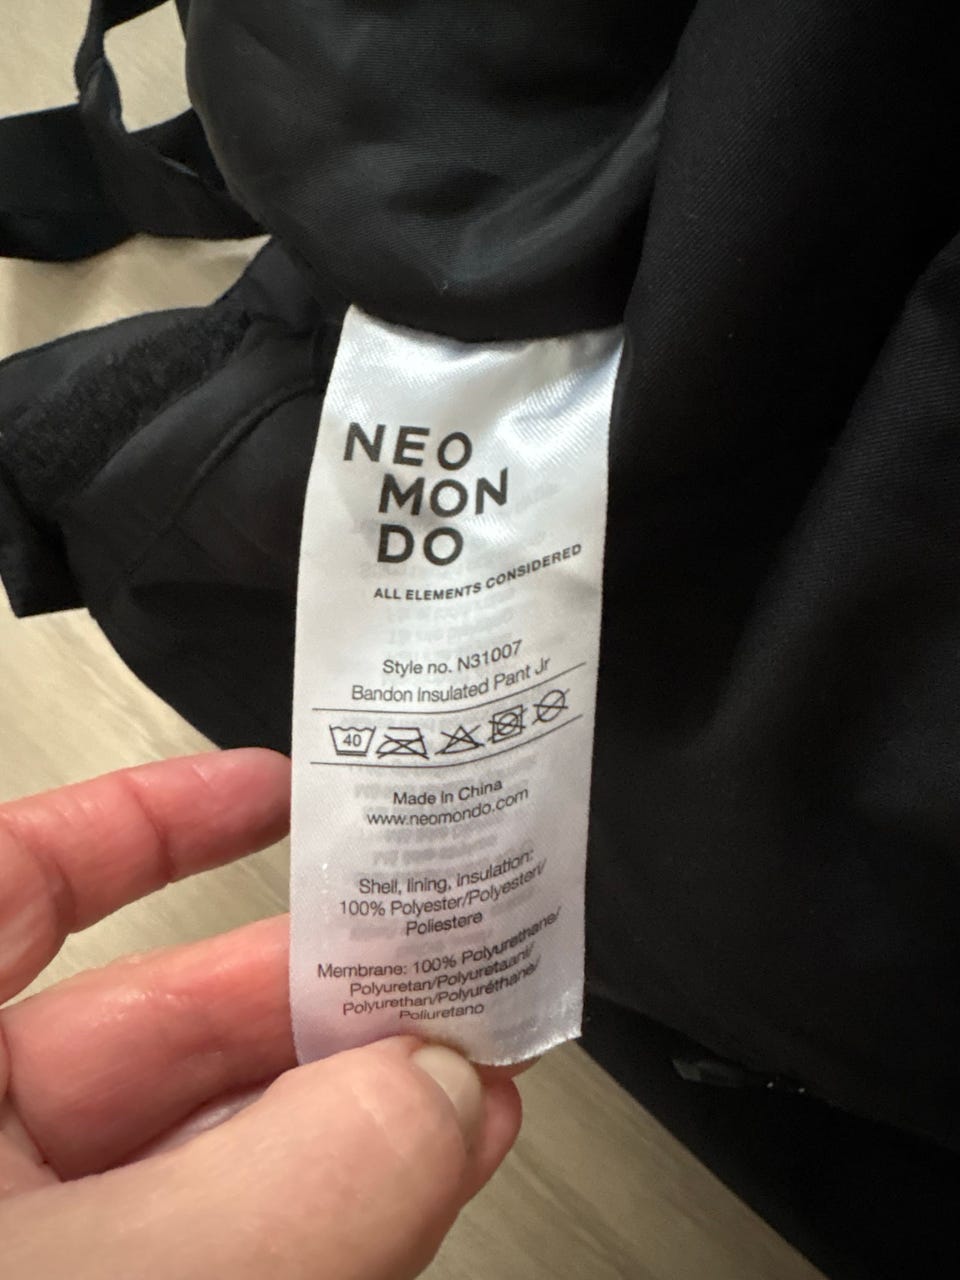 NEO
MON
DO
ALL ELEMENTS CONSIDERED
Style no. N31007
Bandon Insulated Pant Jr
40
Made in China
www.neomondo.com
Shell, lining, insulation:
100% Polyester/Polyesteri/
Poliestere
Membrane: 100% Polyurethane/
Polyuretan/Polyuretaani/
Polyurethan/Polyuréthane/
Poliuretano